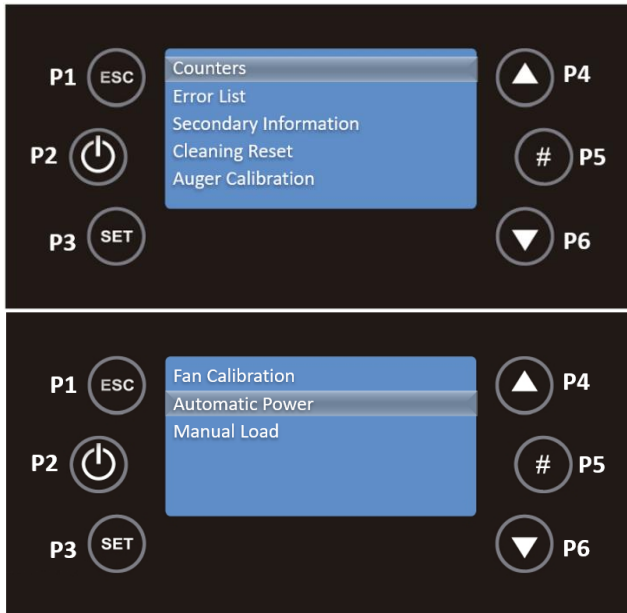 P1 ESC Counters P4
Error List
Secondary Information
P2 Cleaning Reset # P5
Auger Calibration
P3 SET P6
P1 ESC Fan Calibration P4
Automatic Power
Manual Load
P2 # P5
P3 SET P6